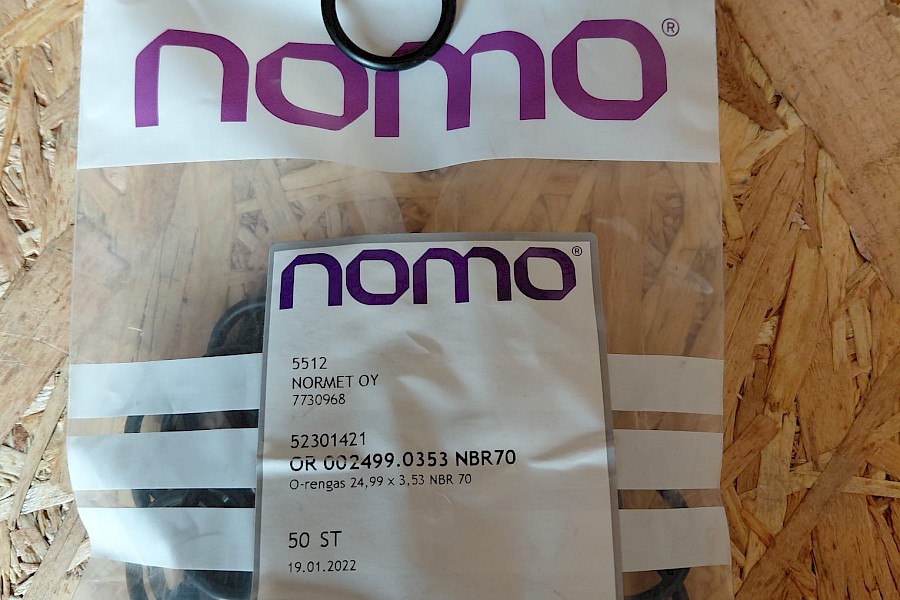 nomo®
nomo®
5512
NORMET OY
7730968
52301421
OR 002499.0353 NBR70
O-rengas 24,99 x 3,53 NBR 70
50 ST
19.01.2022